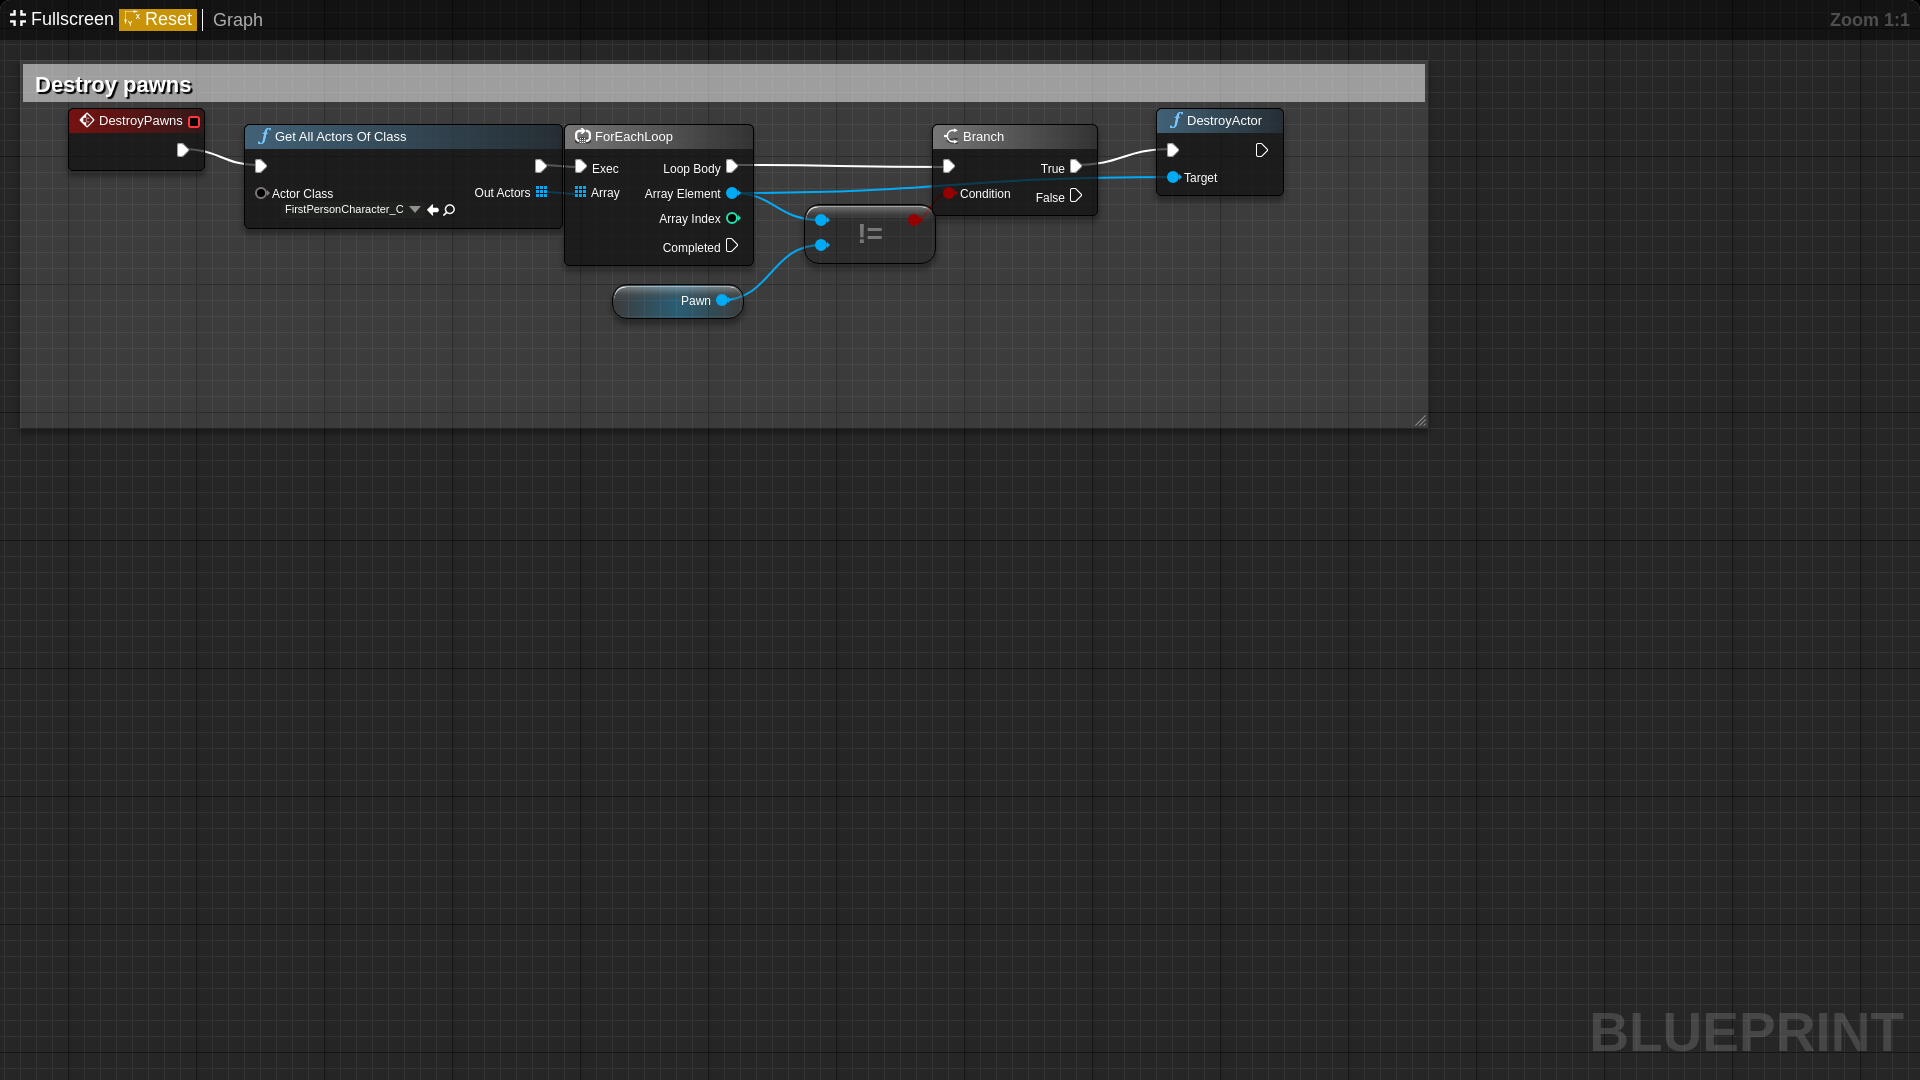 Fullscreen Reset Graph Zoom 1:1
Destroy pawns
DestroyPawns
Get All Actors Of Class
Actor Class
FirstPersonCharacter_C
Out Actors
ForEachLoop
Exec Loop Body
Array Array Element
Array Index
Completed
Pawn
!=
Branch
True
Condition
False
DestroyActor
Target
BLUEPRINT